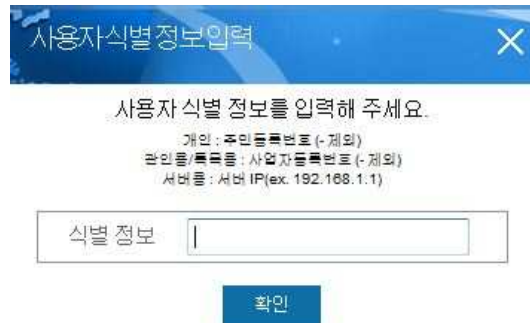 사용자식별정보입력
사용자 식별 정보를 입력해 주세요.
개인 : 주민등록번호 (- 제외)
관인용/특목용 : 사업자등록번호 (- 제외)
서버용 : 서버 IP(ex. 192.168.1.1)
식별 정보
확인